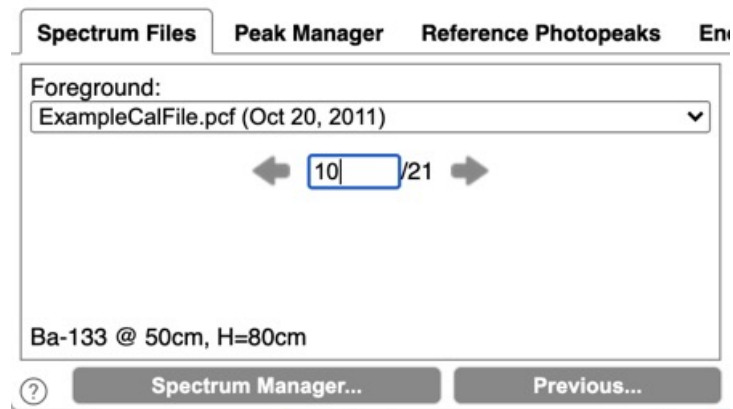 Spectrum Files Peak Manager Reference Photopeaks
Foreground:
ExampleCalFile.pcf (Oct 20, 2011)
10 /21
Ba-133 @ 50cm, H=80cm
? Spectrum Manager... Previous...